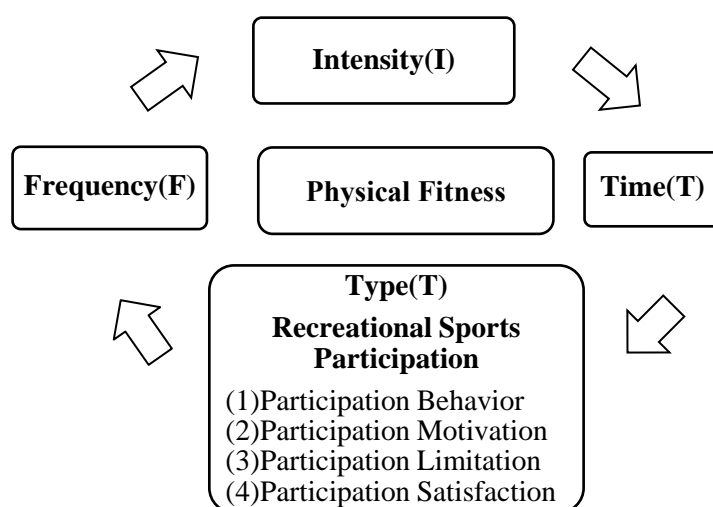 Intensity(I)
Frequency(F)
Physical Fitness
Time(T)
Type(T)
Recreational Sports
Participation
(1)Participation Behavior
(2)Participation Motivation
(3)Participation Limitation
(4)Participation Satisfaction